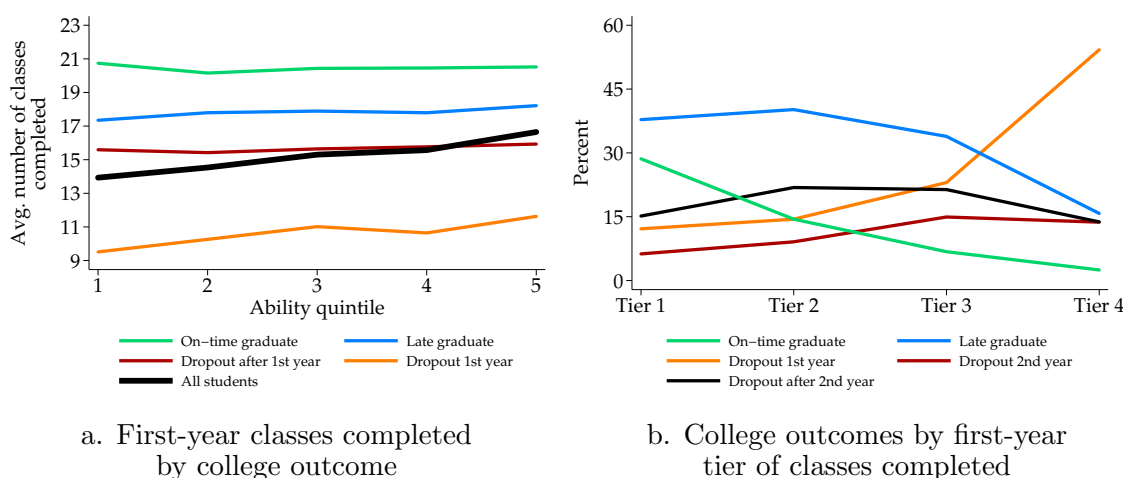 Avg. number of classes
completed
23
21
19
17
15
13
11
9
1 2 3 4 5
Ability quintile
On−time graduate Late graduate
Dropout after 1st year Dropout 1st year
All students
a. First-year classes completed
by college outcome
Percent
60
45
30
15
0
Tier 1 Tier 2 Tier 3 Tier 4
On−time graduate Late graduate
Dropout 1st year Dropout 2nd year
Dropout after 2nd year
b. College outcomes by first-year
tier of classes completed